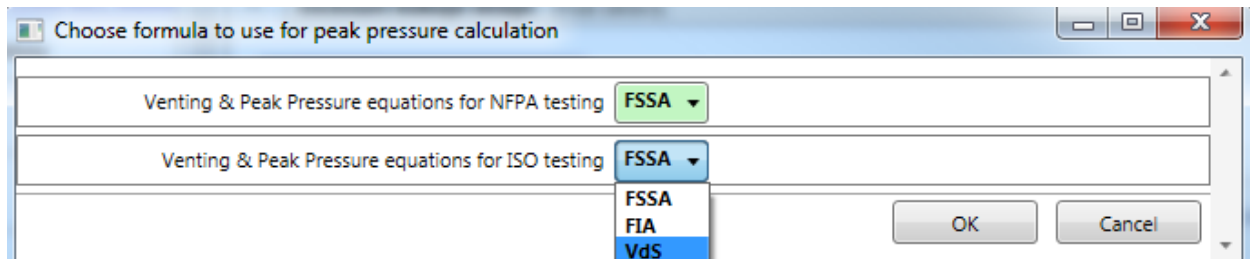 Choose formula to use for peak pressure calculation
Venting & Peak Pressure equations for NFPA testing FSSA
Venting & Peak Pressure equations for ISO testing FSSA
FSSA
FIA
VdS
OK Cancel